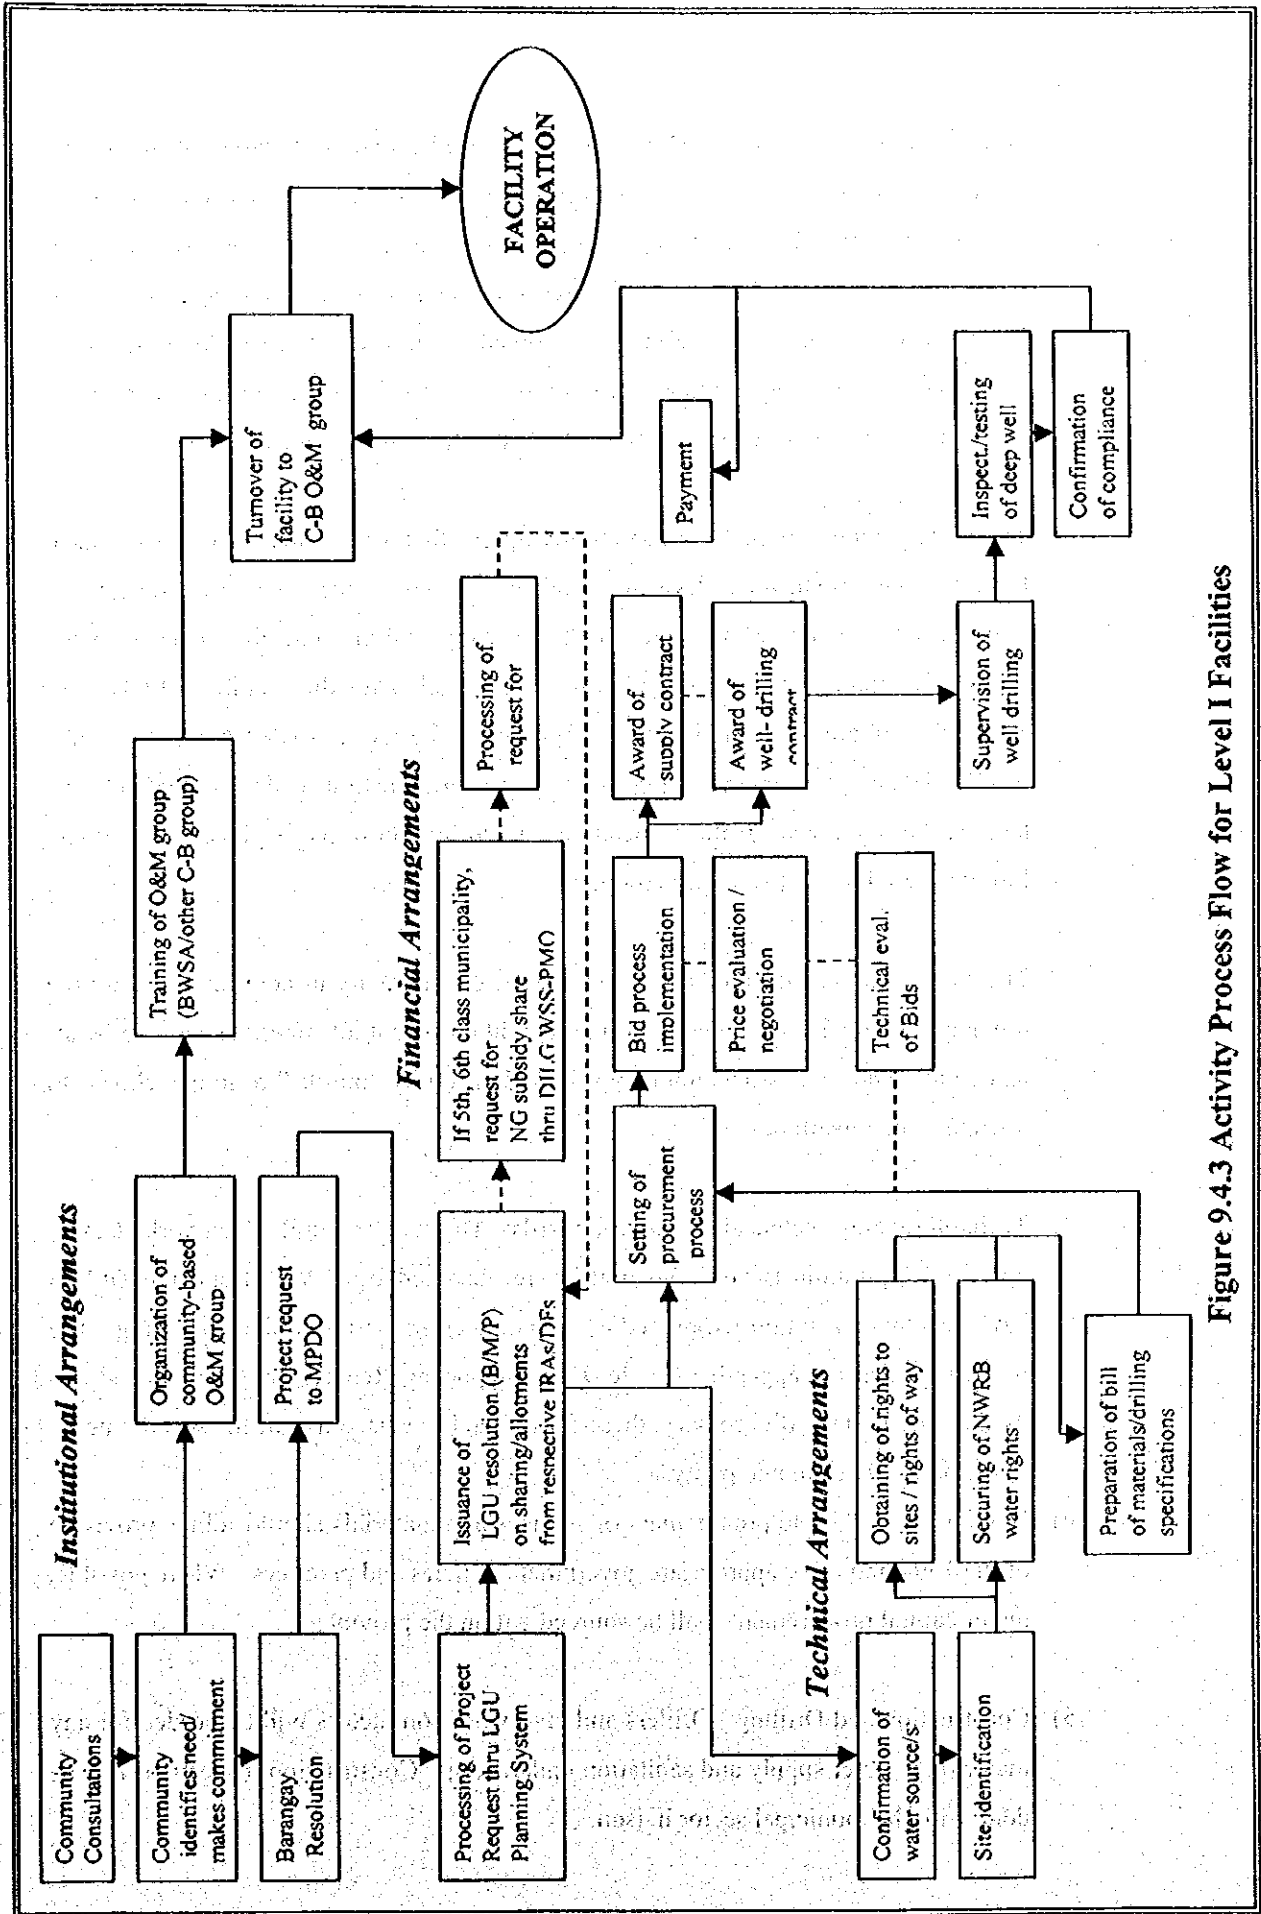 Institutional Arrangements
Community
Consultations
Community
identifies need/
makes commitment
Barangay
Resolution
Organization of
community-based
O&M group
Project request
to MPDO
Training of O&M group
(BWSA/other C-B group)
Turnover of
facility to
C-B O&M group
FACILITY
OPERATION
Financial Arrangements
Processing of Project
Request thru LGU
Planning System
Issuance of
LGU resolution (B/M/P)
on sharing/allotments
from respective IRAs/DFs
If 5th, 6th class municipality,
request for
NG subsidy share
thru DILG WSS-PMO
Processing of
request for
Setting of
procurement
process
Bid process
implementation
Price evaluation /
negotiation
Technical eval.
of Bids
Award of
supply contract
Award of
well- drilling
contract
Payment
Technical Arrangements
Confirmation of
water source/s
Site identification
Obtaining of rights to
sites / rights of way
Securing of NWRB
water rights
Preparation of bill
of materials/drilling
specifications
Supervision of
well drilling
Inspect./testing
of deep well
Confirmation
of compliance
Figure 9.4.3 Activity Process Flow for Level I Facilities